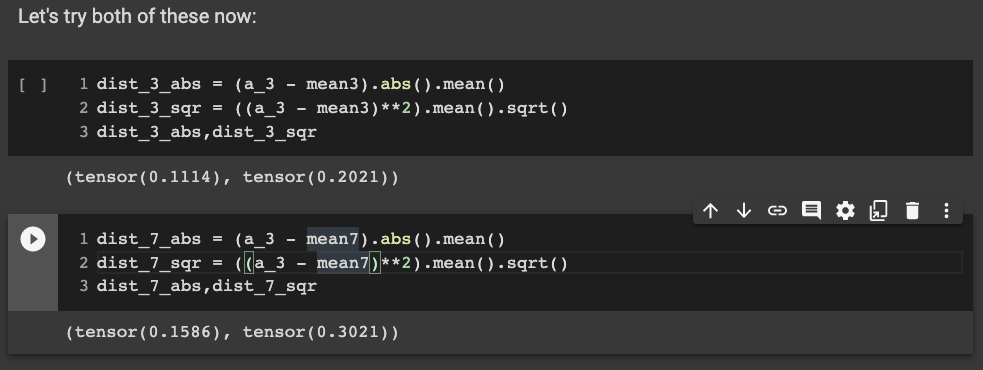 Let's try both of these now:
[ ] 1 dist_3_abs = (a_3 - mean3).abs().mean()
2 dist_3_sqr = ((a_3 - mean3)**2).mean().sqrt()
3 dist_3_abs,dist_3_sqr
(tensor(0.1114), tensor(0.2021))
1 dist_7_abs = (a_3 - mean7).abs().mean()
2 dist_7_sqr = ((a_3 - mean7)**2).mean().sqrt()
3 dist_7_abs,dist_7_sqr
(tensor(0.1586), tensor(0.3021))